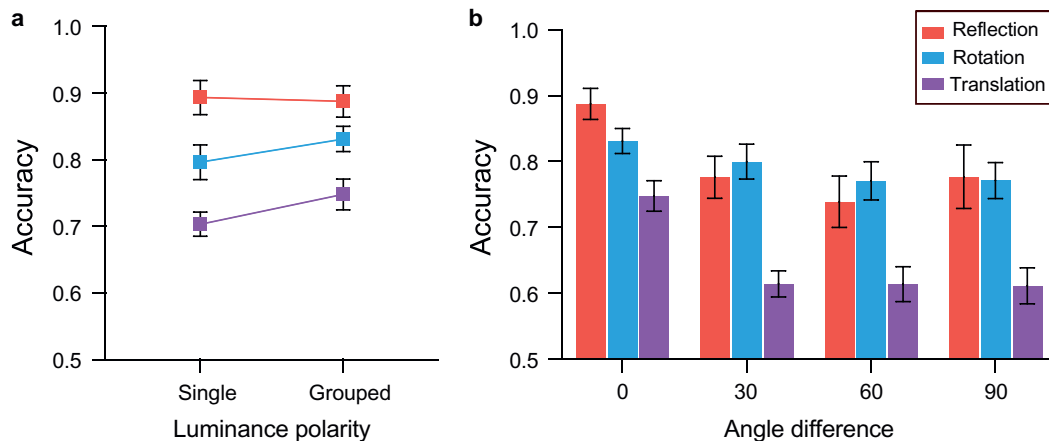 a
1.0
0.9
0.8
0.7
0.6
0.5
Accuracy
Single Grouped
Luminance polarity
b
1.0
0.9
0.8
0.7
0.6
0.5
Accuracy
0 30 60 90
Angle difference
Reflection
Rotation
Translation